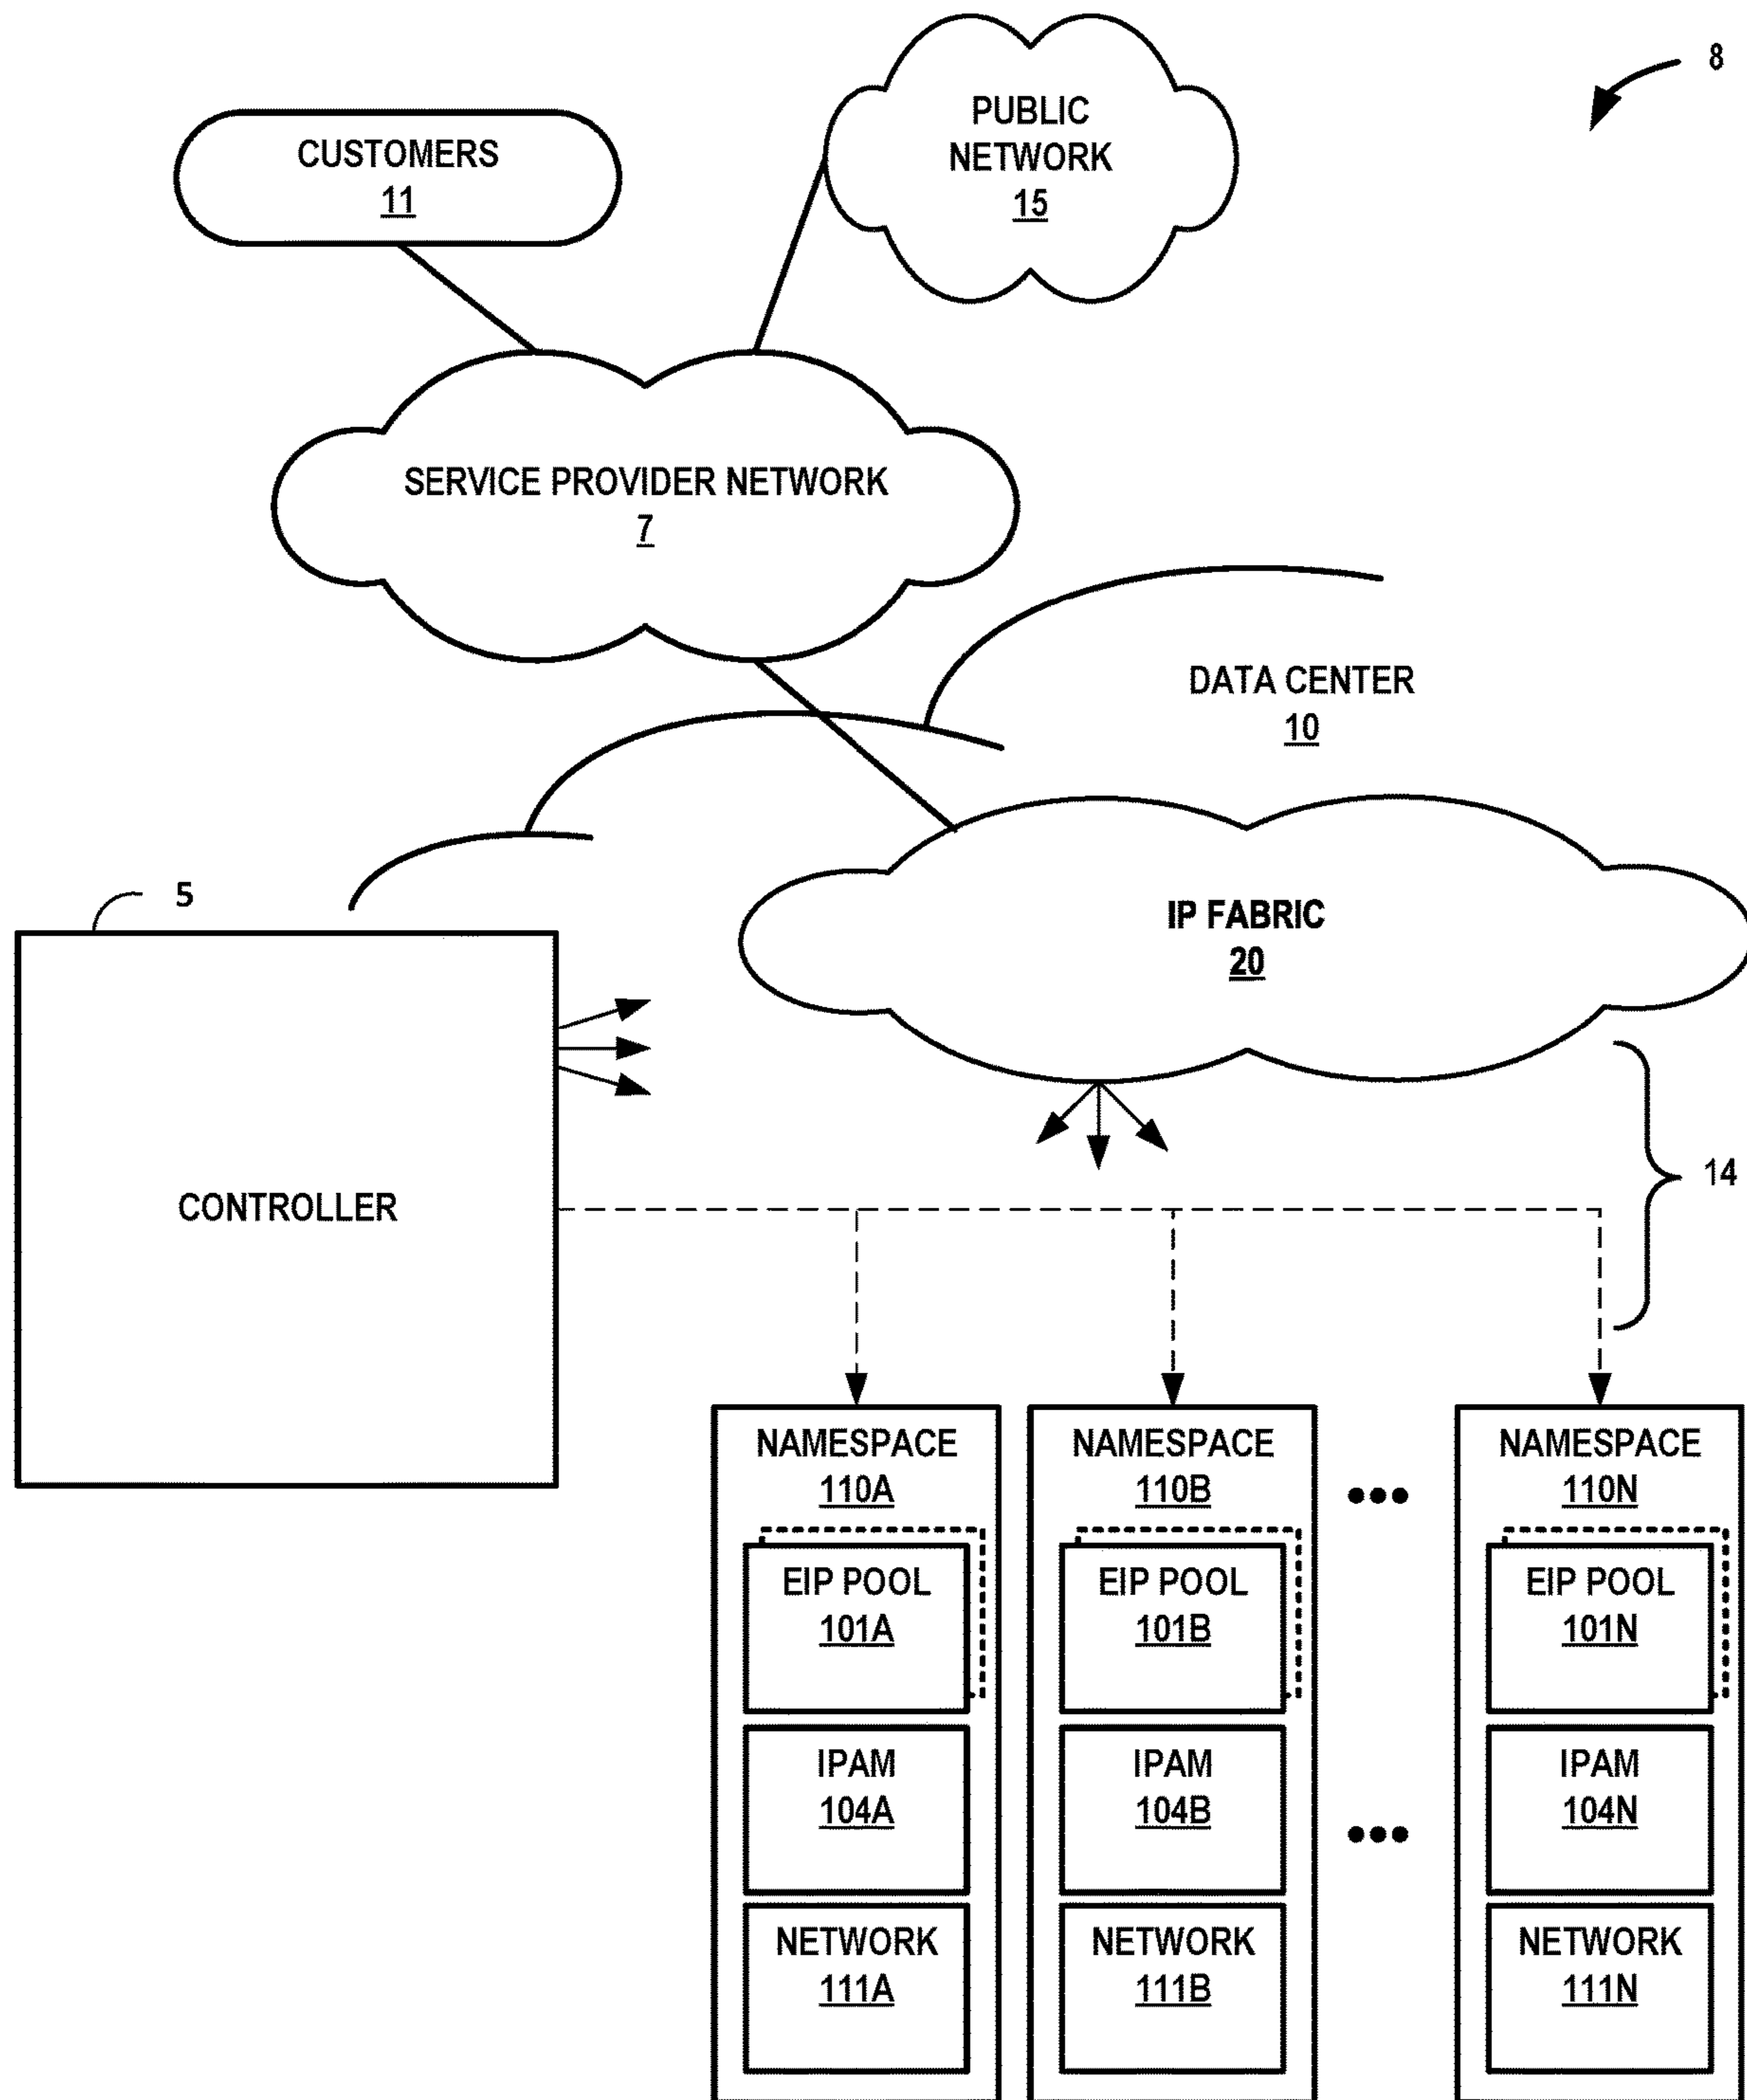 8
PUBLIC
NETWORK
15
CUSTOMERS
11
SERVICE PROVIDER NETWORK
7
DATA CENTER
10
5
IP FABRIC
20
14
CONTROLLER
NAMESPACE
110A
EIP POOL
101A
IPAM
104A
NETWORK
111A
NAMESPACE
110B
EIP POOL
101B
IPAM
104B
NETWORK
111B
•••
•••
NAMESPACE
110N
EIP POOL
101N
IPAM
104N
NETWORK
111N